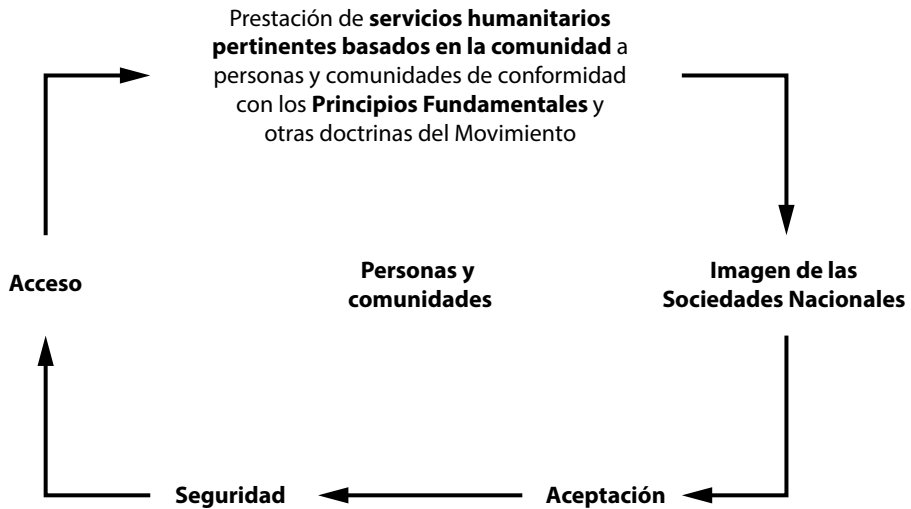 Prestación de servicios humanitarios
pertinentes basados en la comunidad a
personas y comunidades de conformidad
con los Principios Fundamentales y
otras doctrinas del Movimiento
Acceso
Personas y
comunidades
Imagen de las
Sociedades Nacionales
Seguridad
Aceptación